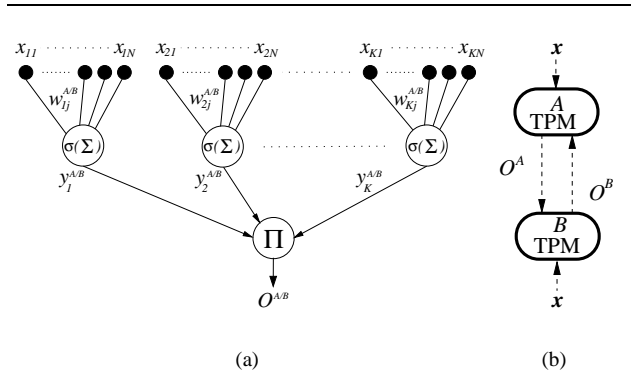 x11 ........... x1N x21 ............ x2N xK1 ........... xKN
w1j^A/B w2j^A/B wKj^A/B
σ(Σ) σ(Σ) σ(Σ)
y1^A/B y2^A/B yK^A/B
Π
O^A/B
(a)
x
A
TPM
O^A O^B
B
TPM
x
(b)